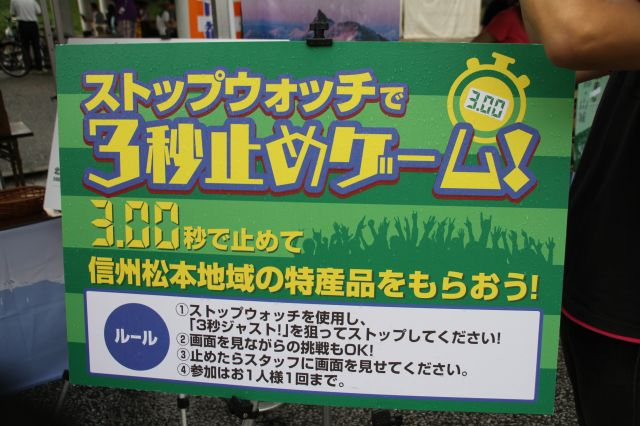 ストップウォッチで
3秒止めゲーム!
3.00
3.00秒で止めて
信州松本地域の特産品をもらおう!
ルール
①ストップウォッチを使用し、
「3秒ジャスト!」を狙ってストップしてください!
②画面を見ながらの挑戦もOK!
③止めたらスタッフに画面を見せてください。
④参加はお1人様1回まで。